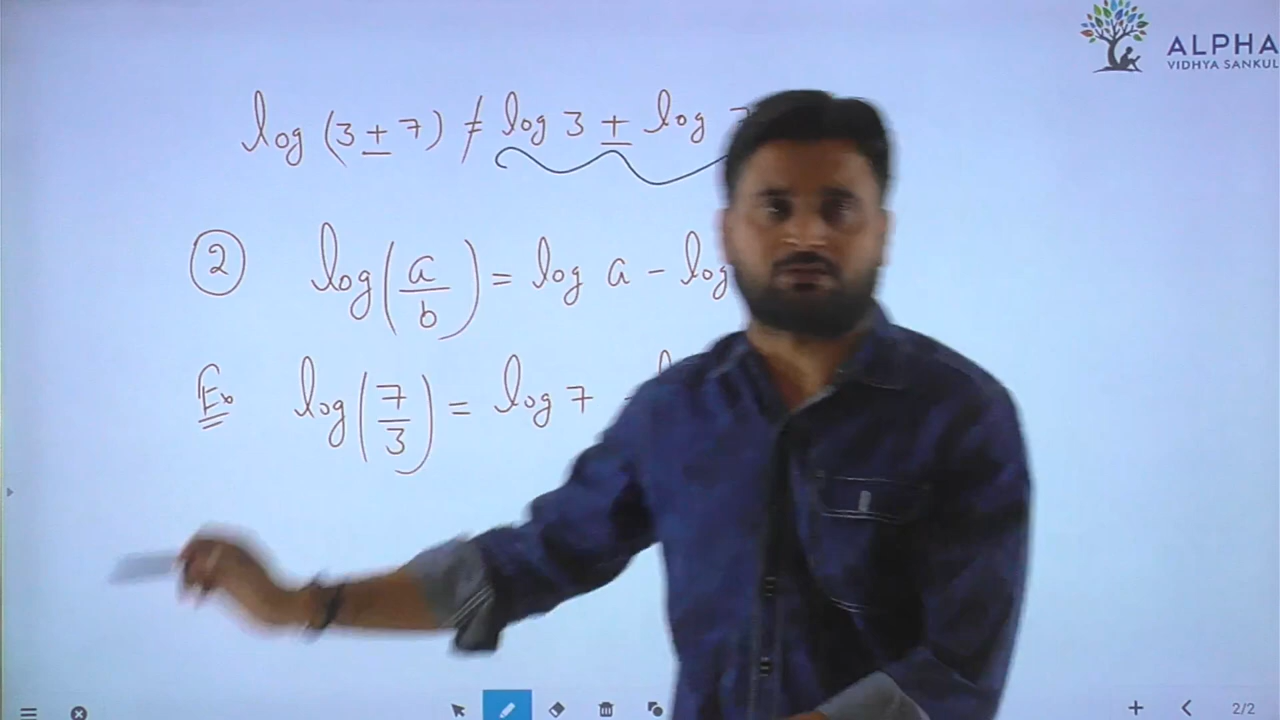 ALPHA
VIDHYA SANKUL
log (3 ± 7) ≠ log 3 ± log
② log(a/b) = log a - log
Ex log(7/3) = log 7
2/2